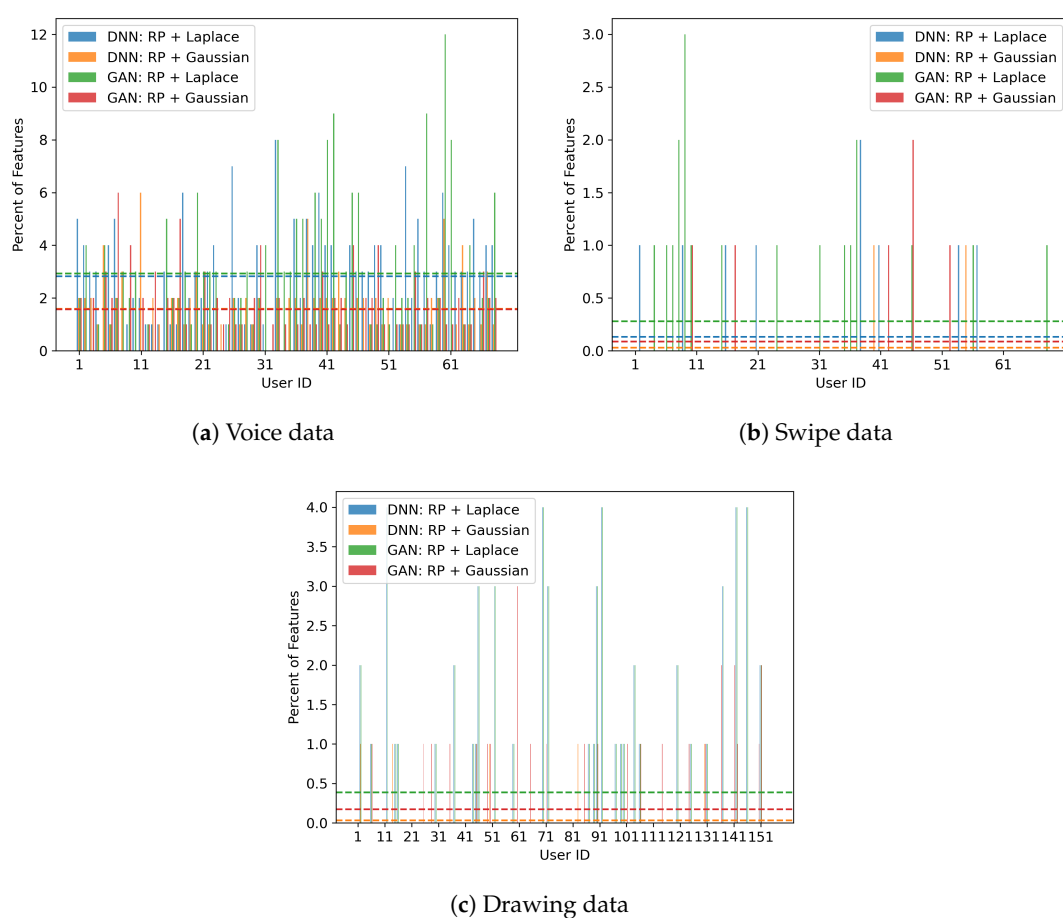 DNN: RP + Laplace
DNN: RP + Gaussian
GAN: RP + Laplace
GAN: RP + Gaussian
Percent of Features
12
10
8
6
4
2
0
1 11 21 31 41 51 61
User ID
(a) Voice data
DNN: RP + Laplace
DNN: RP + Gaussian
GAN: RP + Laplace
GAN: RP + Gaussian
Percent of Features
3.0
2.5
2.0
1.5
1.0
0.5
0.0
1 11 21 31 41 51 61
User ID
(b) Swipe data
DNN: RP + Laplace
DNN: RP + Gaussian
GAN: RP + Laplace
GAN: RP + Gaussian
Percent of Features
4.0
3.5
3.0
2.5
2.0
1.5
1.0
0.5
0.0
1 11 21 31 41 51 61 71 81 91 101 111 121 131 141 151
User ID
(c) Drawing data